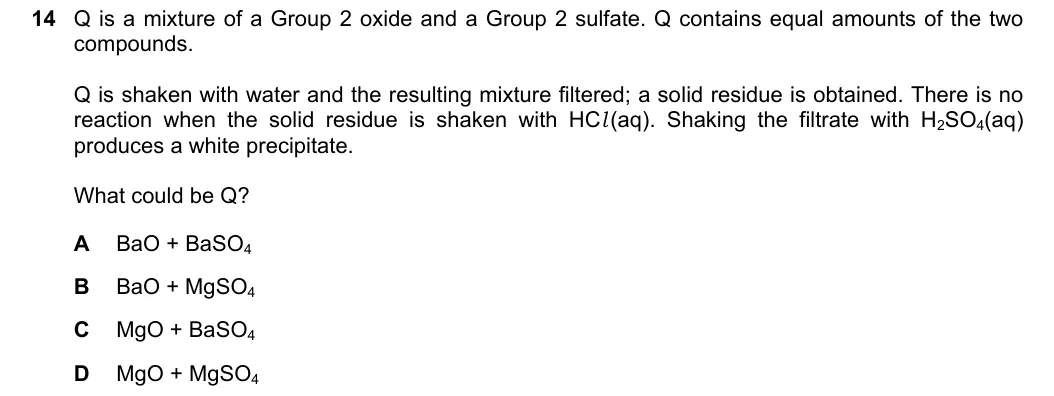 14 Q is a mixture of a Group 2 oxide and a Group 2 sulfate. Q contains equal amounts of the two
compounds.
Q is shaken with water and the resulting mixture filtered; a solid residue is obtained. There is no
reaction when the solid residue is shaken with HCl(aq). Shaking the filtrate with H₂SO₄(aq)
produces a white precipitate.
What could be Q?
A BaO + BaSO₄
B BaO + MgSO₄
C MgO + BaSO₄
D MgO + MgSO₄